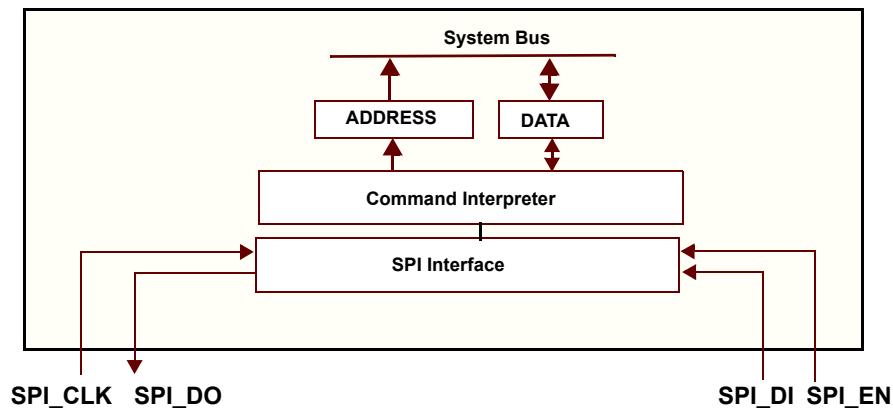 System Bus
ADDRESS DATA
Command Interpreter
SPI Interface
SPI_CLK SPI_DO SPI_DI SPI_EN